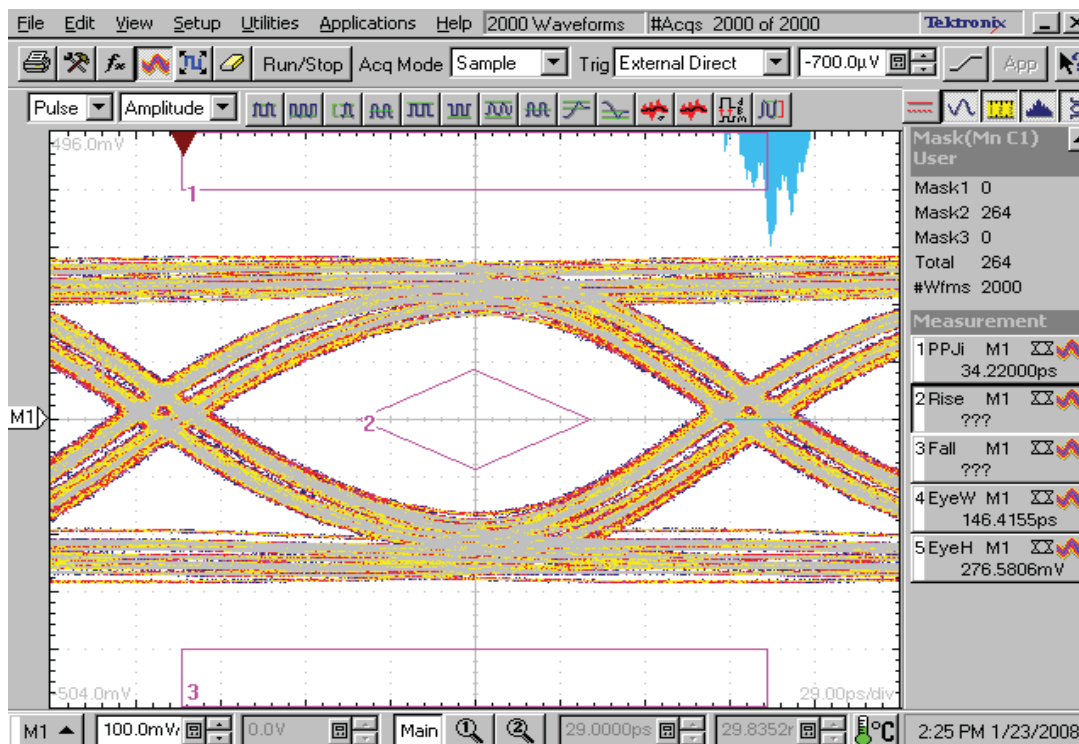 File Edit View Setup Utilities Applications Help 2000 Waveforms #Acqs 2000 of 2000 Tektronix
Run/Stop Acq Mode Sample Trig External Direct -700.0µV App
Pulse Amplitude
496.0mV
1
2
3
M1
-504.0mV
29.00ps/div
Mask(Mn C1)
User
Mask1 0
Mask2 264
Mask3 0
Total 264
#Wfms 2000
Measurement
1 PPJi M1
34.22000ps
2 Rise M1
???
3 Fall M1
???
4 EyeW M1
146.4155ps
5 EyeH M1
276.5806mV
M1 100.0mV/ 0.0V Main 1 2 29.0000ps 29.8352r °C 2:25 PM 1/23/2008